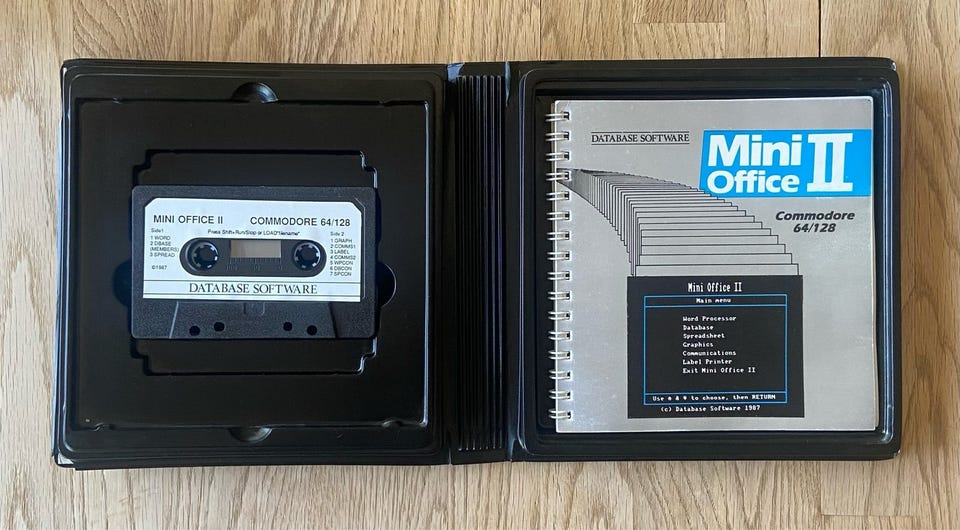 MINI OFFICE II COMMODORE 64/128
Press Shift+Run/Stop or LOAD"filename"
Side1
1 WORD
2 DBASE
(MEMBERS)
3 SPREAD
©1987
Side 2
1 GRAPH
2 COMMS1
3 LABEL
4 COMMS2
5 WPCON
6 DBCON
7 SPCON
DATABASE SOFTWARE
DATABASE SOFTWARE
Mini
Office II
Commodore
64/128
Mini Office II
Main menu
Word Processor
Database
Spreadsheet
Graphics
Communications
Label Printer
Exit Mini Office II
Use ↑ & ↓ to choose, then RETURN
(c) Database Software 1987